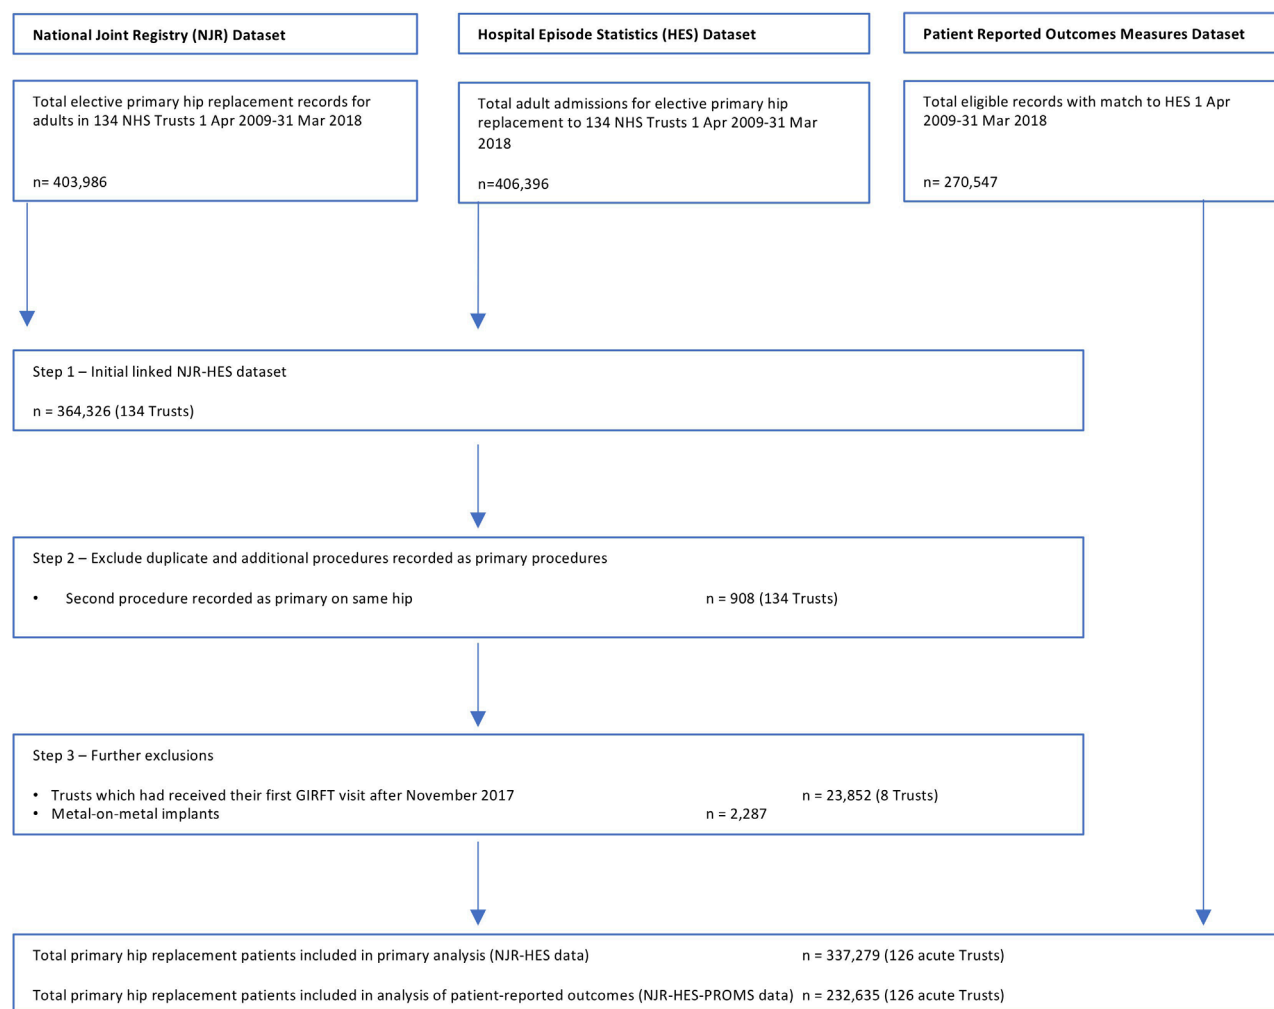 National Joint Registry (NJR) Dataset
Hospital Episode Statistics (HES) Dataset
Patient Reported Outcomes Measures Dataset
Total elective primary hip replacement records for
adults in 134 NHS Trusts 1 Apr 2009-31 Mar 2018
n= 403,986
Total adult admissions for elective primary hip
replacement to 134 NHS Trusts 1 Apr 2009-31 Mar
2018
n=406,396
Total eligible records with match to HES 1 Apr
2009-31 Mar 2018
n= 270,547
Step 1 – Initial linked NJR-HES dataset
n = 364,326 (134 Trusts)
Step 2 – Exclude duplicate and additional procedures recorded as primary procedures
• Second procedure recorded as primary on same hip n = 908 (134 Trusts)
Step 3 – Further exclusions
• Trusts which had received their first GIRFT visit after November 2017 n = 23,852 (8 Trusts)
• Metal-on-metal implants n = 2,287
Total primary hip replacement patients included in primary analysis (NJR-HES data) n = 337,279 (126 acute Trusts)
Total primary hip replacement patients included in analysis of patient-reported outcomes (NJR-HES-PROMS data) n = 232,635 (126 acute Trusts)